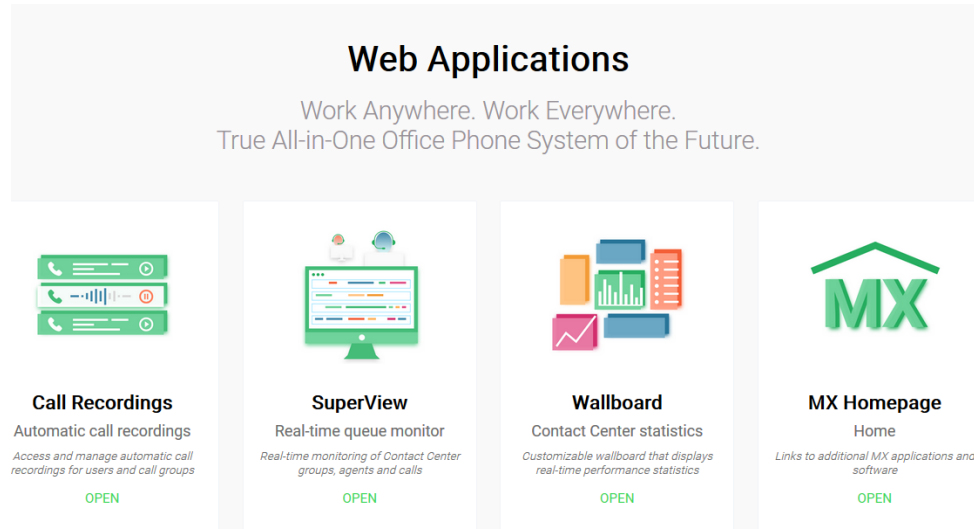 Web Applications
Work Anywhere. Work Everywhere.
True All-in-One Office Phone System of the Future.
Call Recordings
Automatic call recordings
Access and manage automatic call
recordings for users and call groups
OPEN
SuperView
Real-time queue monitor
Real-time monitoring of Contact Center
groups, agents and calls
OPEN
Wallboard
Contact Center statistics
Customizable wallboard that displays
real-time performance statistics
OPEN
MX
MX Homepage
Home
Links to additional MX applications and
software
OPEN